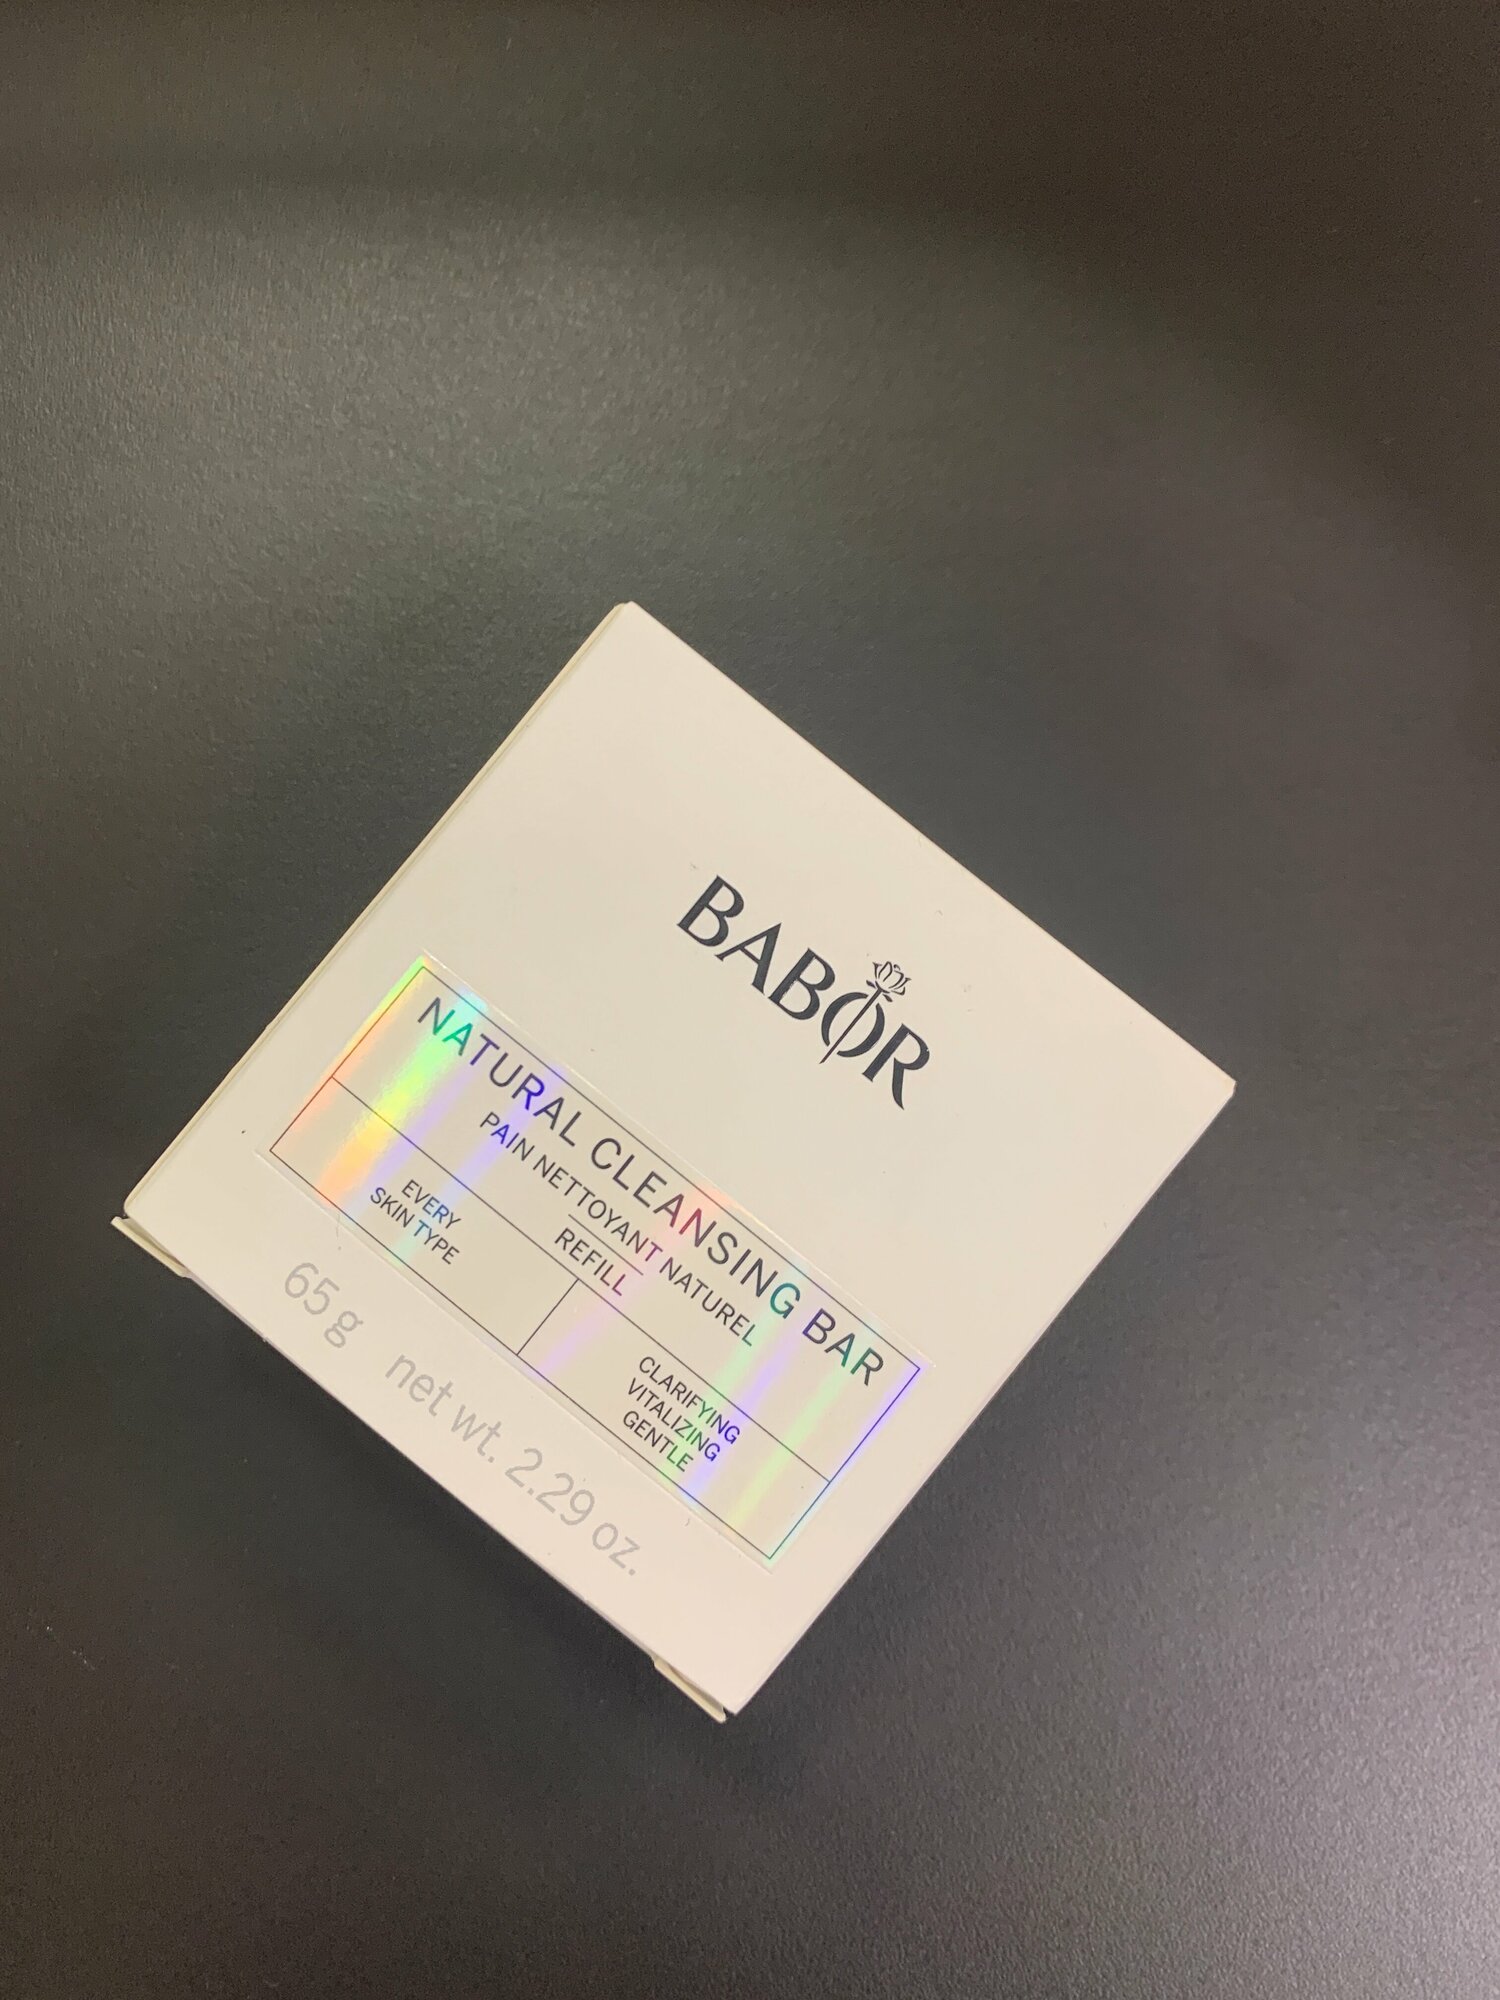 BABOR
NATURAL CLEANSING BAR
PAIN NETTOYANT NATUREL
REFILL
EVERY
SKIN TYPE
CLARIFYING
VITALIZING
GENTLE
65 g net wt. 2.29 oz.